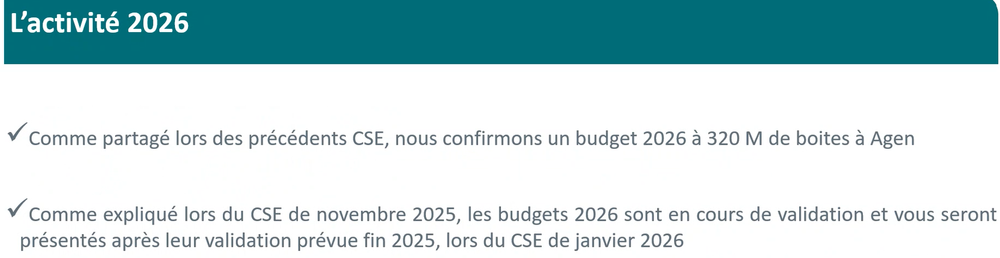 L’activité 2026
✓Comme partagé lors des précédents CSE, nous confirmons un budget 2026 à 320 M de boites à Agen
✓Comme expliqué lors du CSE de novembre 2025, les budgets 2026 sont en cours de validation et vous seront
présentés après leur validation prévue fin 2025, lors du CSE de janvier 2026